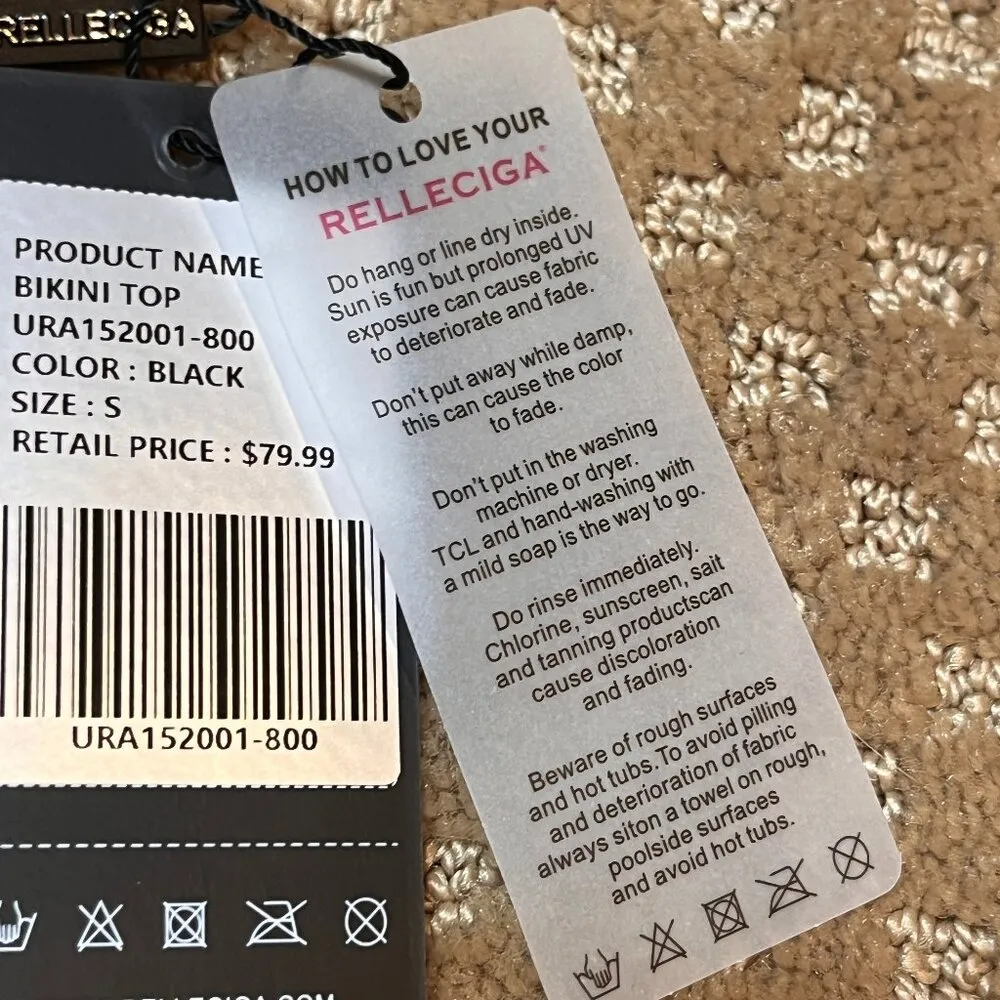 RELLECIGA
PRODUCT NAME
BIKINI TOP
URA152001-800
COLOR : BLACK
SIZE : S
RETAIL PRICE : $79.99
URA152001-800
HOW TO LOVE YOUR
RELLECIGA®
Do hang or line dry inside.
Sun is fun but prolonged UV
exposure can cause fabric
to deteriorate and fade.
Don't put away while damp,
this can cause the color
to fade.
Don't put in the washing
machine or dryer.
TCL and hand-washing with
a mild soap is the way to go.
Do rinse immediately.
Chlorine, sunscreen, salt
and tanning productscan
cause discoloration
and fading.
Beware of rough surfaces
and hot tubs.To avoid pilling
and deterioration of fabric
always siton a towel on rough,
poolside surfaces
and avoid hot tubs.